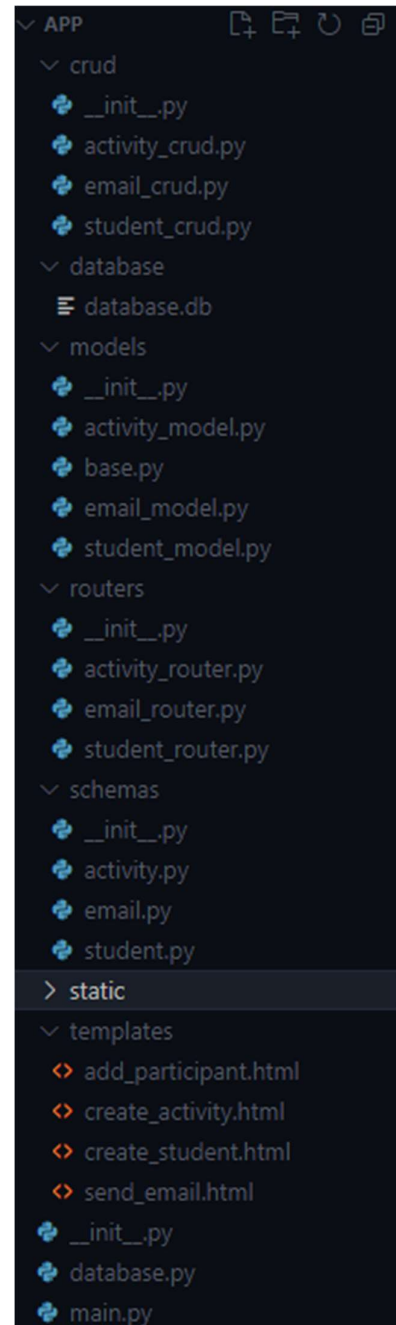 APP
crud
__init__.py
activity_crud.py
email_crud.py
student_crud.py
database
database.db
models
__init__.py
activity_model.py
base.py
email_model.py
student_model.py
routers
__init__.py
activity_router.py
email_router.py
student_router.py
schemas
__init__.py
activity.py
email.py
student.py
static
templates
add_participant.html
create_activity.html
create_student.html
send_email.html
__init__.py
database.py
main.py